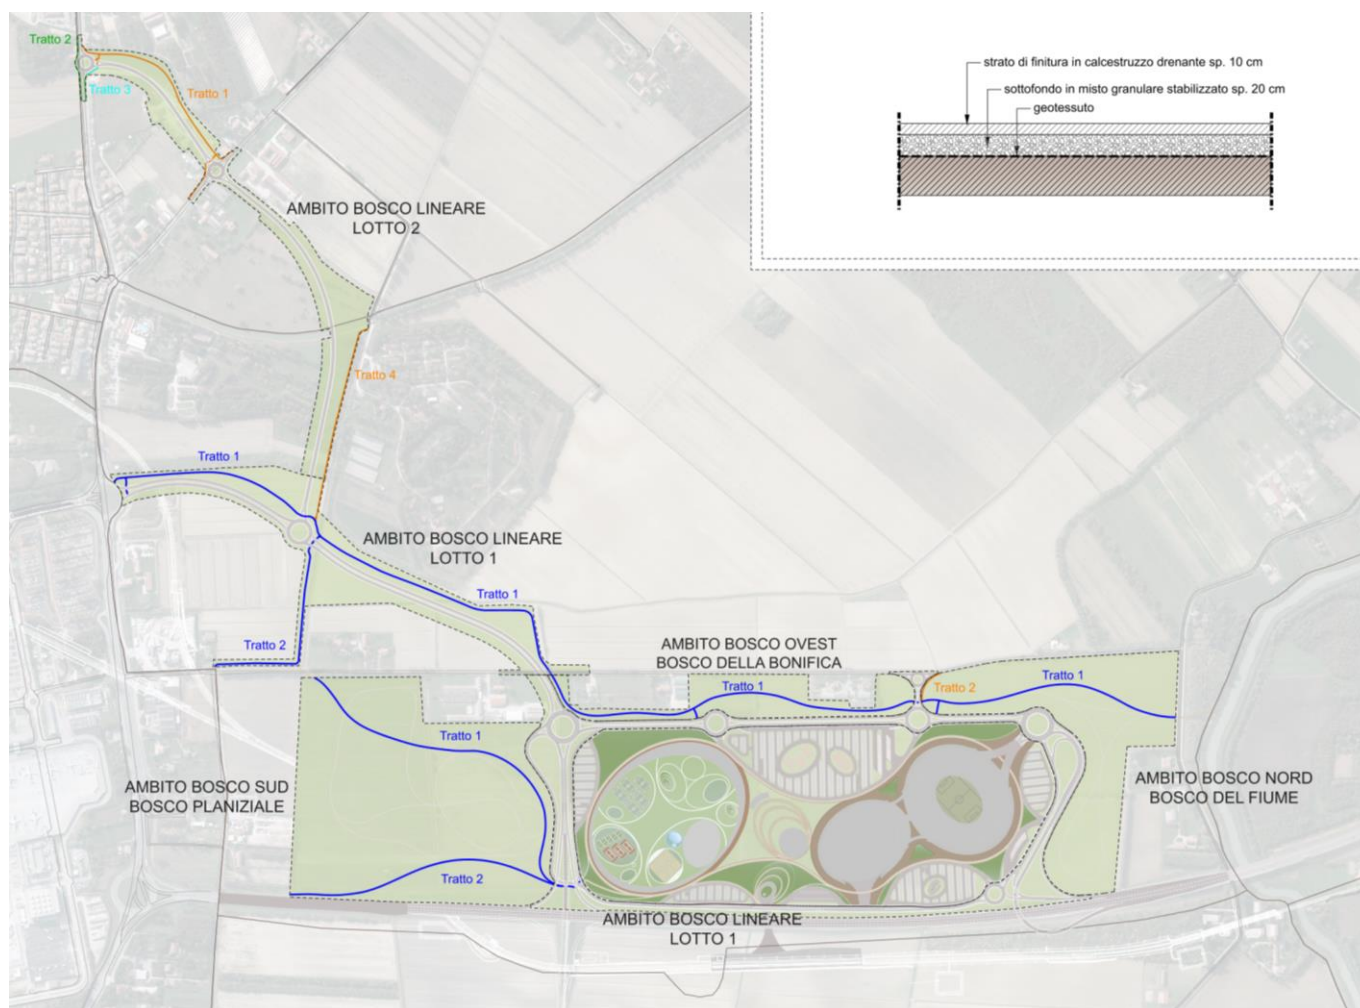 Tratto 2
Tratto 3
Tratto 1
strato di finitura in calcestruzzo drenante sp. 10 cm
sottofondo in misto granulare stabilizzato sp. 20 cm
geotessuto
AMBITO BOSCO LINEARE
LOTTO 2
Tratto 4
Tratto 1
AMBITO BOSCO LINEARE
LOTTO 1
Tratto 1
Tratto 2
AMBITO BOSCO OVEST
BOSCO DELLA BONIFICA
Tratto 1
Tratto 2
Tratto 1
Tratto 1
AMBITO BOSCO SUD
BOSCO PLANIZIALE
AMBITO BOSCO NORD
BOSCO DEL FIUME
Tratto 2
AMBITO BOSCO LINEARE
LOTTO 1